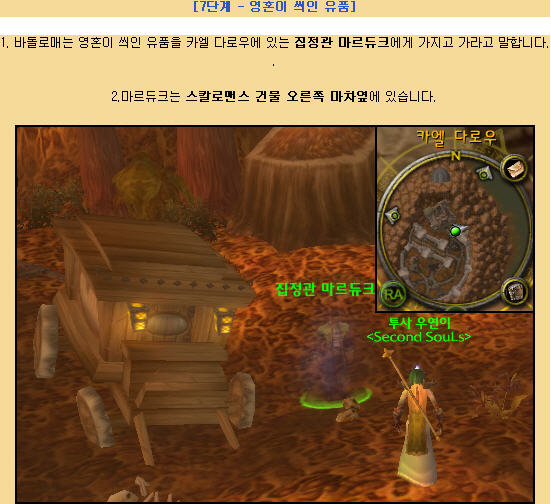 [7단계 - 영혼이 씌인 유품]
1. 바돌로매는 영혼이 씌인 유품을 카엘 다로우에 있는 집정관 마르듀크에게 가지고 가라고 말합니다.
.
2.마르듀크는 스칼로맨스 건물 오른쪽 마차옆에 있습니다.
카엘 다로우
N
RA
집정관 마르듀크
투사 우연이
<Second SouLs>